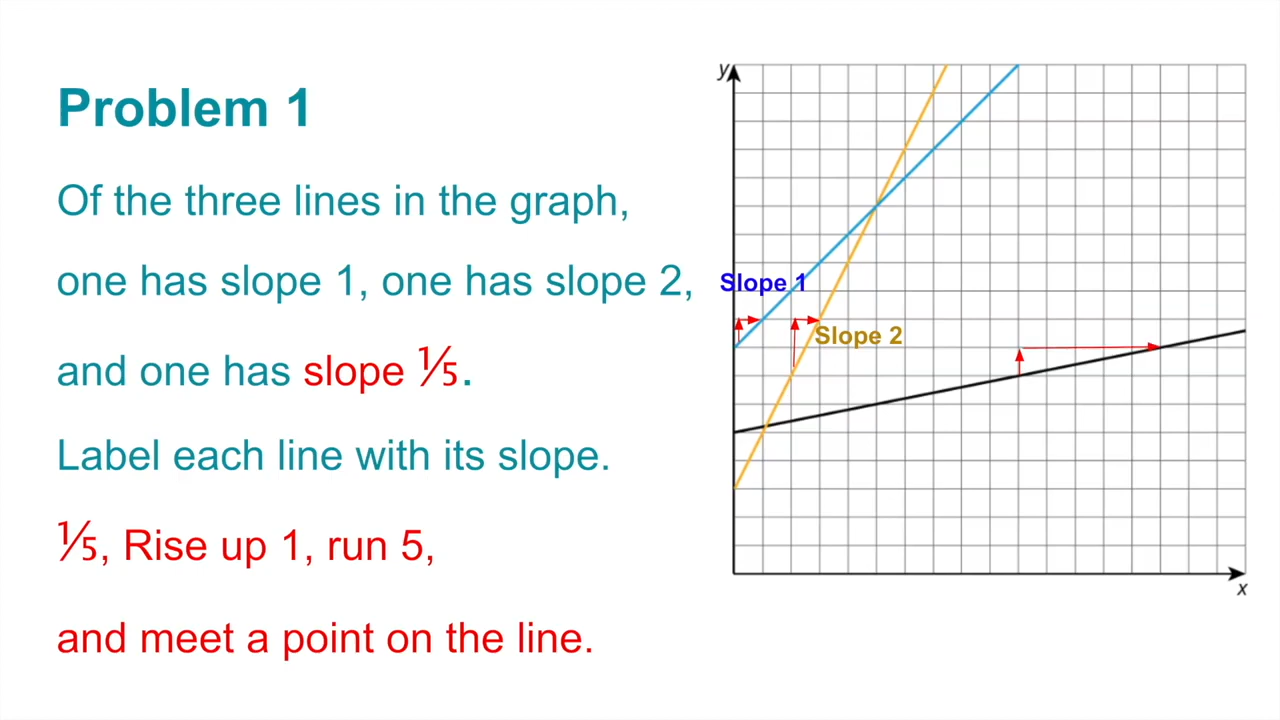 Problem 1
Of the three lines in the graph,
one has slope 1, one has slope 2,
and one has slope ⅕.
Label each line with its slope.
⅕, Rise up 1, run 5,
and meet a point on the line.
y
Slope 1
Slope 2
x